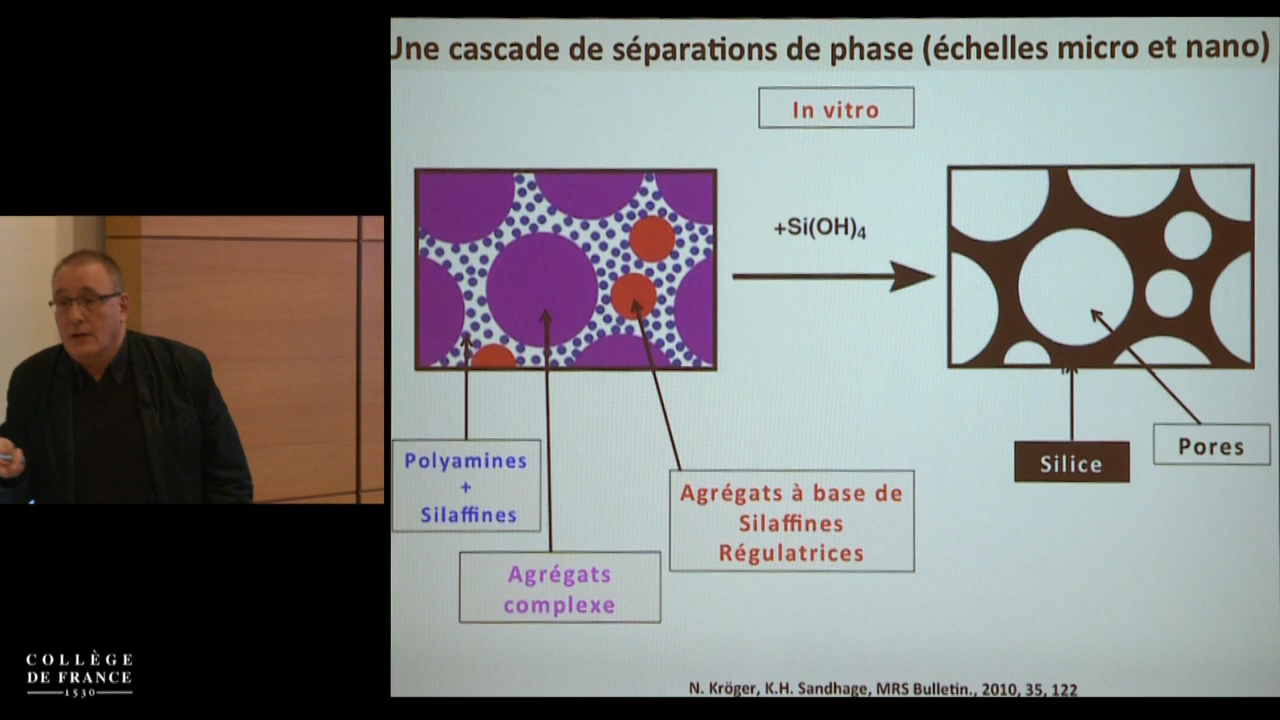 Une cascade de séparations de phase (échelles micro et nano)
In vitro
+Si(OH)₄
Polyamines
+
Silaffines
Agrégats
complexe
Agrégats à base de
Silaffines
Régulatrices
Silice
Pores
N. Kröger, K.H. Sandhage, MRS Bulletin., 2010, 35, 122
COLLÈGE
DE FRANCE
1530